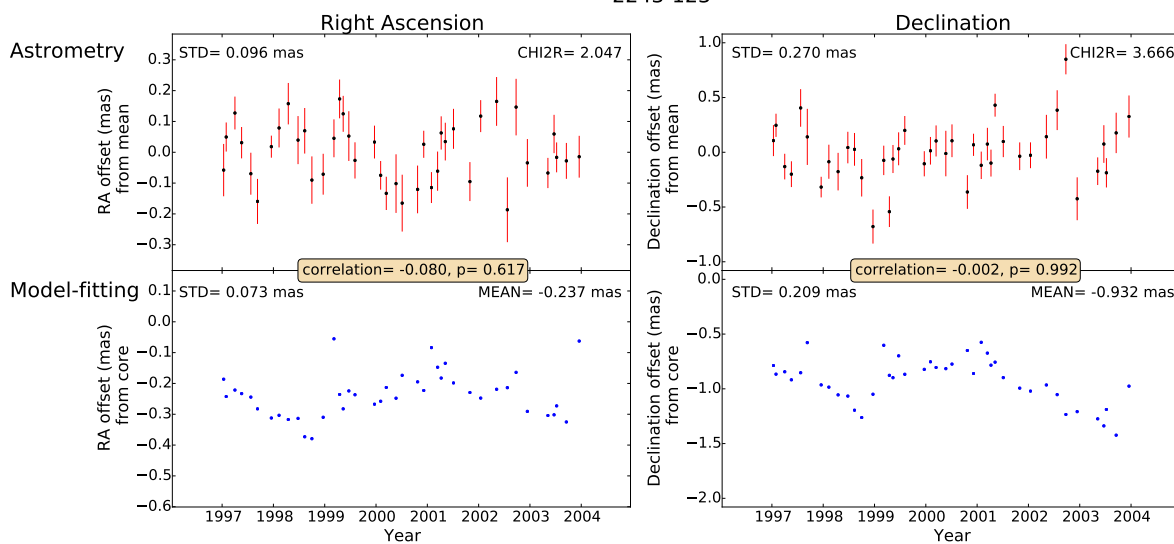 Right Ascension
Declination
Astrometry
STD= 0.096 mas
CHI2R= 2.047
STD= 0.270 mas
CHI2R= 3.666
RA offset (mas)
from mean
0.3
0.2
0.1
0.0
−0.1
−0.2
−0.3
Declination offset (mas)
from mean
1.0
0.5
0.0
−0.5
−1.0
correlation= -0.080, p= 0.617
correlation= -0.002, p= 0.992
Model-fitting
STD= 0.073 mas
MEAN= -0.237 mas
STD= 0.209 mas
MEAN= -0.932 mas
RA offset (mas)
from core
0.1
0.0
−0.1
−0.2
−0.3
−0.4
−0.5
−0.6
Declination offset (mas)
from core
0.0
−0.5
−1.0
−1.5
−2.0
1997 1998 1999 2000 2001 2002 2003 2004
Year
1997 1998 1999 2000 2001 2002 2003 2004
Year